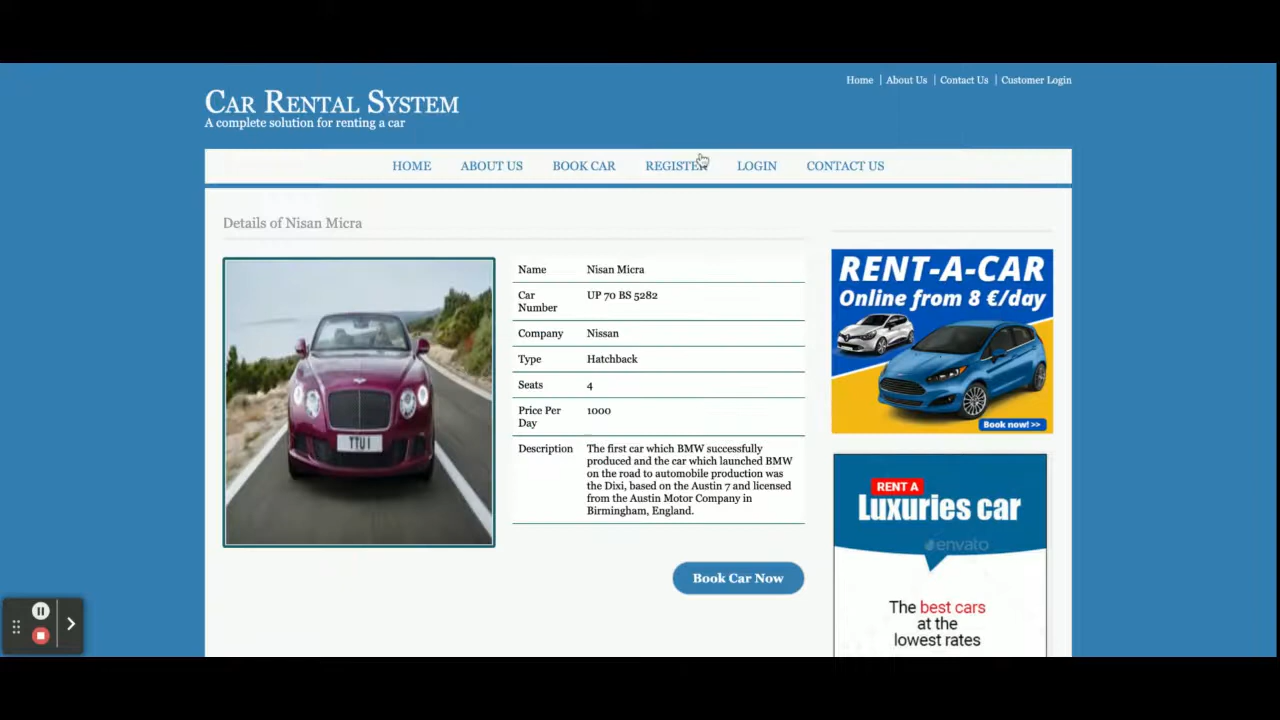 Home About Us Contact Us Customer Login
CAR RENTAL SYSTEM
A complete solution for renting a car
HOME ABOUT US BOOK CAR REGISTER LOGIN CONTACT US
Details of Nisan Micra
Name Nisan Micra
Car Number UP 70 BS 5282
Company Nissan
Type Hatchback
Seats 4
Price Per Day 1000
Description The first car which BMW successfully
produced and the car which launched BMW
on the road to automobile production was
the Dixi, based on the Austin 7 and licensed
from the Austin Motor Company in
Birmingham, England.
TTU 1
Book Car Now
RENT-A-CAR
Online from 8 €/day
Book now! >>
RENT A
Luxuries car
envato
The best cars
at the
lowest rates